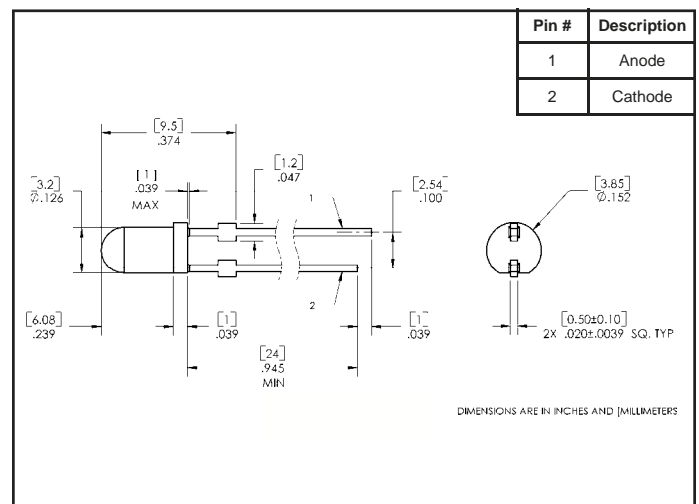 Pin # Description
1 Anode
2 Cathode
[9.5]
.374
[1.2]
.047
[1]
.039
MAX
[3.2]
Ø.126
1
[2.54]
.100
[3.85]
Ø.152
[6.08]
.239
[1]
.039
2
[1]
.039
[24]
.945
MIN
[0.50±0.10]
2X .020±.0039 SQ. TYP
DIMENSIONS ARE IN INCHES AND [MILLIMETERS